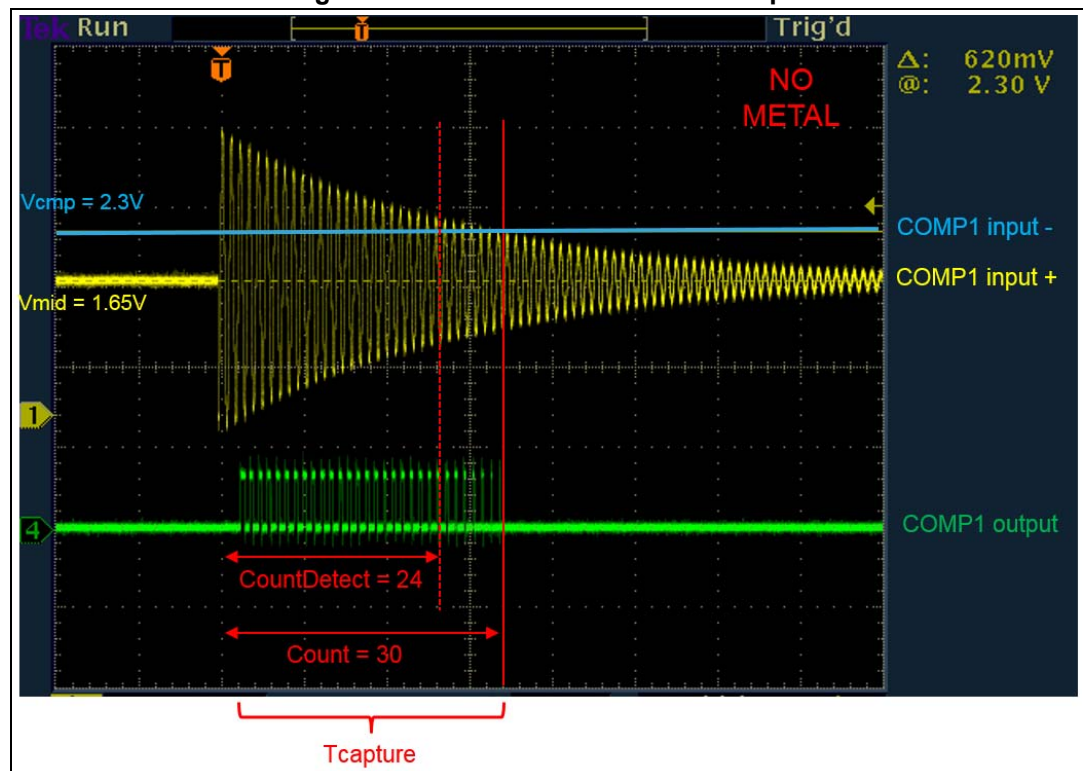 Tek Run
Trig'd
T
T
Δ: 620mV
@: 2.30 V
NO
METAL
Vcmp = 2.3V
COMP1 input -
COMP1 input +
Vmid = 1.65V
1
4
COMP1 output
CountDetect = 24
Count = 30
Tcapture